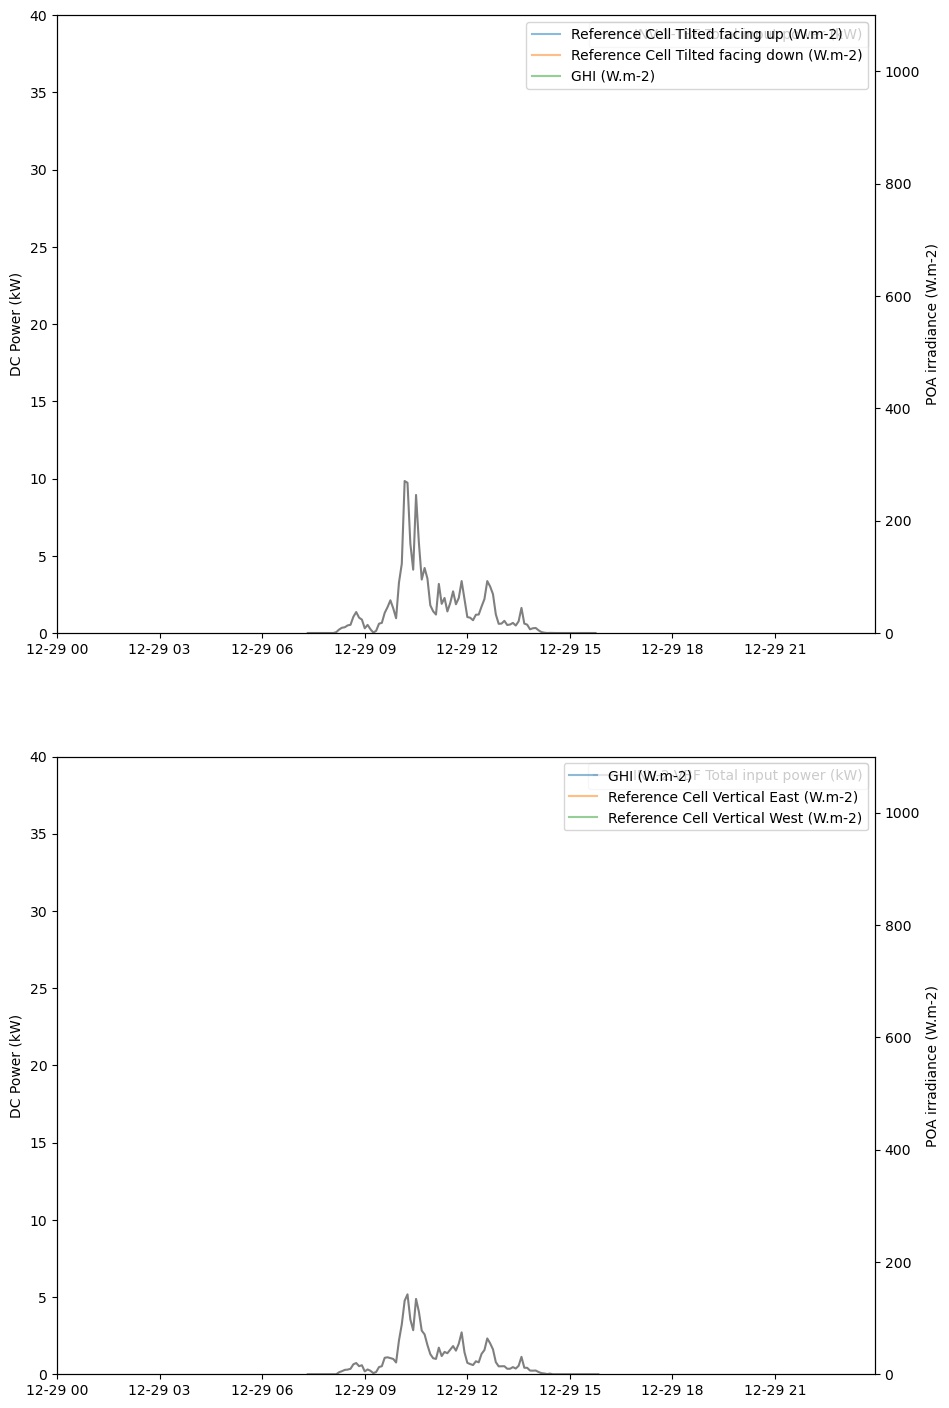 40
35
30
25
20
15
10
5
0
DC Power (kW)
Reference Cell Tilted facing up (W.m-2)
Reference Cell Tilted facing down (W.m-2)
GHI (W.m-2)
1000
800
600
400
200
0
POA irradiance (W.m-2)
12-29 00 12-29 03 12-29 06 12-29 09 12-29 12 12-29 15 12-29 18 12-29 21
40
35
30
25
20
15
10
5
0
DC Power (kW)
GHI (W.m-2)
Total input power (kW)
Reference Cell Vertical East (W.m-2)
Reference Cell Vertical West (W.m-2)
1000
800
600
400
200
0
POA irradiance (W.m-2)
12-29 00 12-29 03 12-29 06 12-29 09 12-29 12 12-29 15 12-29 18 12-29 21